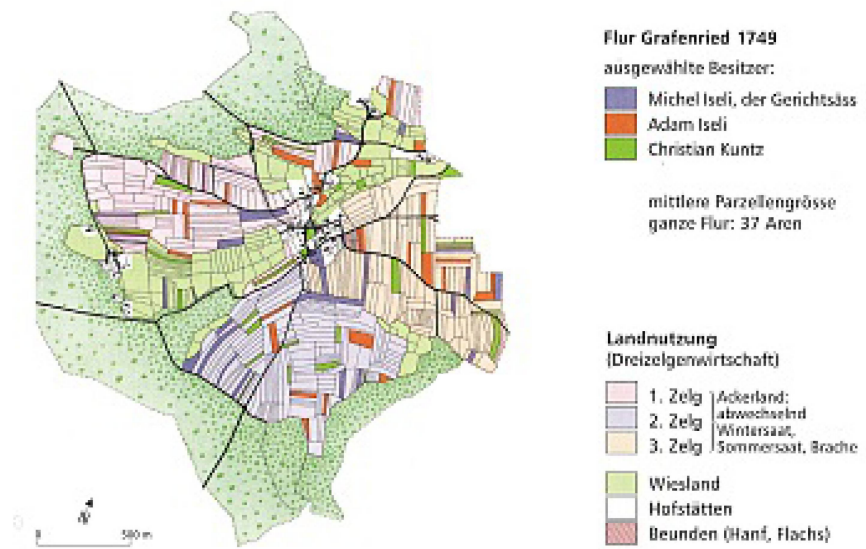 Flur Grafenried 1749
ausgewählte Besitzer:
Michel Iseli, der Gerichtsäss
Adam Iseli
Christian Kuntz
mittlere Parzellengrösse
ganze Flur: 37 Aren
Landnutzung
(Dreizelgenwirtschaft)
1. Zelg
2. Zelg
3. Zelg
Ackerland:
abwechselnd
Wintersaat,
Sommersaat, Brache
Wiesland
Hofstätten
Beunden (Hanf, Flachs)
N
0 500 m